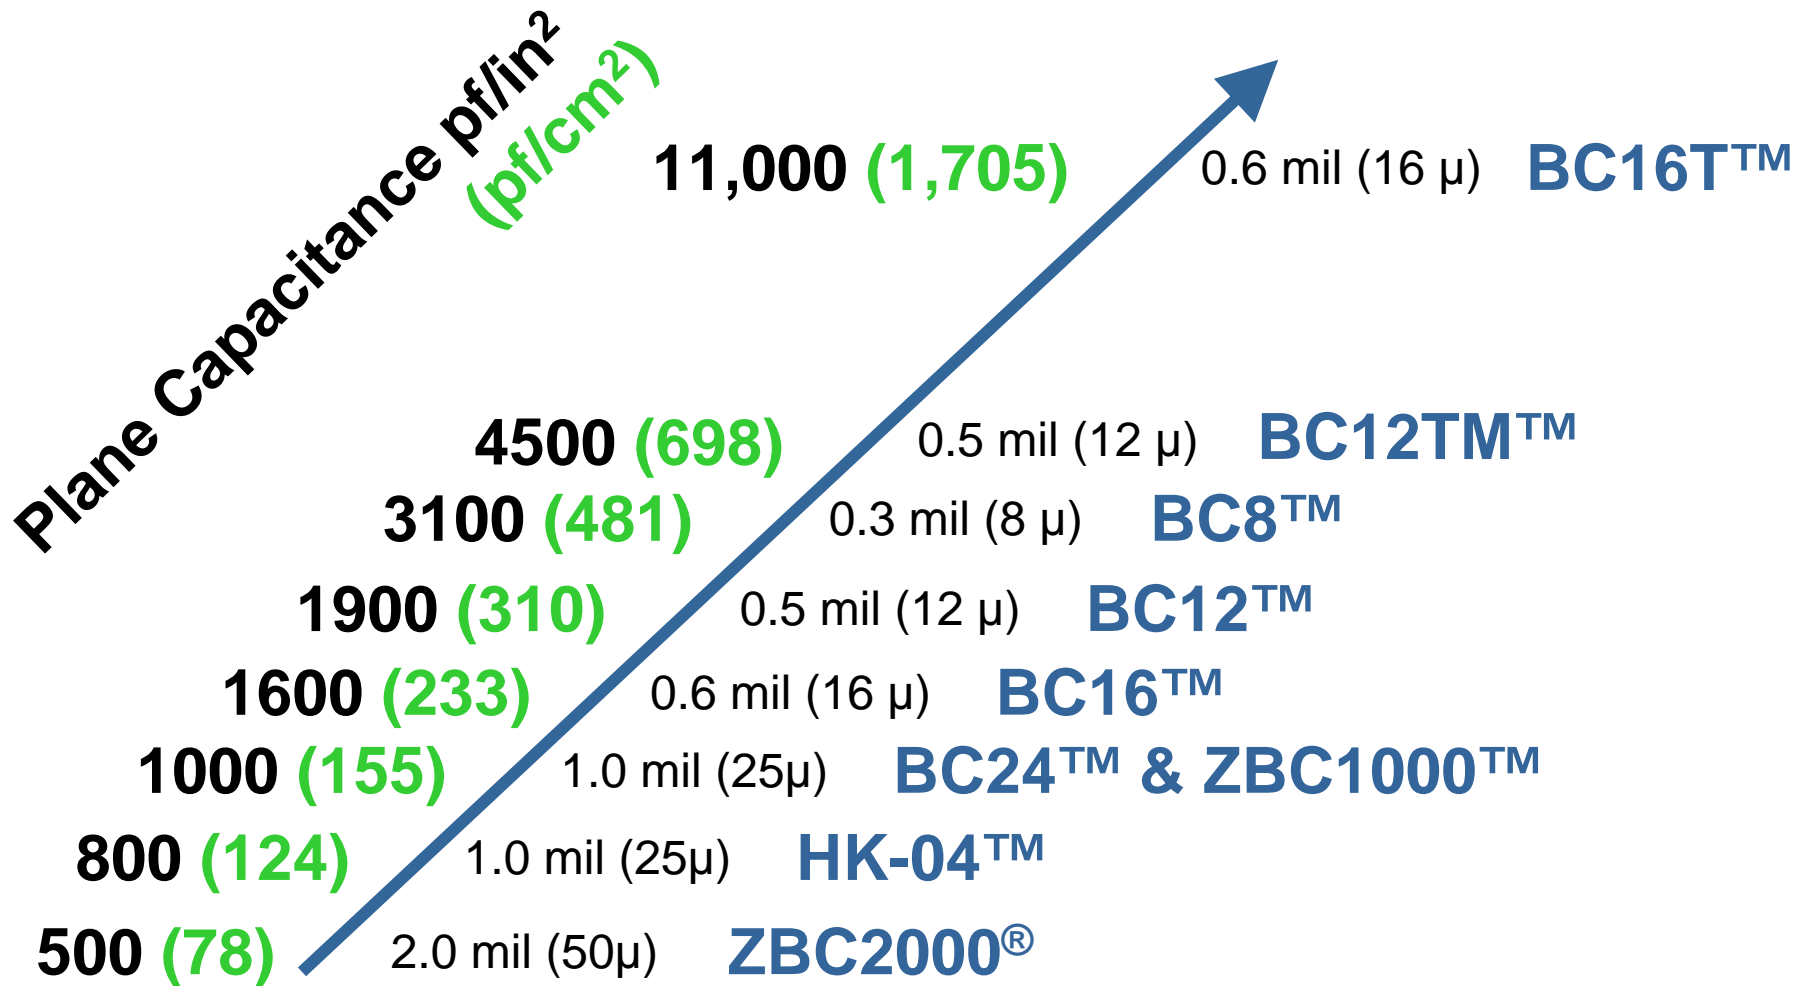 Plane Capacitance pf/in²
(pf/cm²)
11,000 (1,705) 0.6 mil (16 µ) BC16T™
4500 (698) 0.5 mil (12 µ) BC12TM™
3100 (481) 0.3 mil (8 µ) BC8™
1900 (310) 0.5 mil (12 µ) BC12™
1600 (233) 0.6 mil (16 µ) BC16™
1000 (155) 1.0 mil (25µ) BC24™ & ZBC1000™
800 (124) 1.0 mil (25µ) HK-04™
500 (78) 2.0 mil (50µ) ZBC2000®